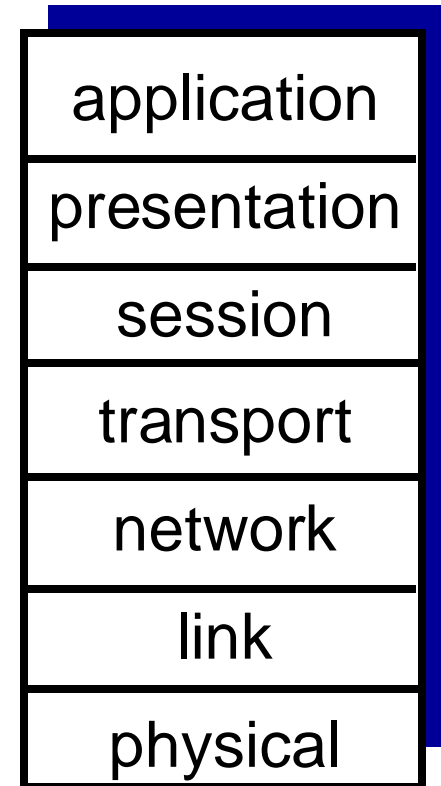 application
presentation
session
transport
network
link
physical